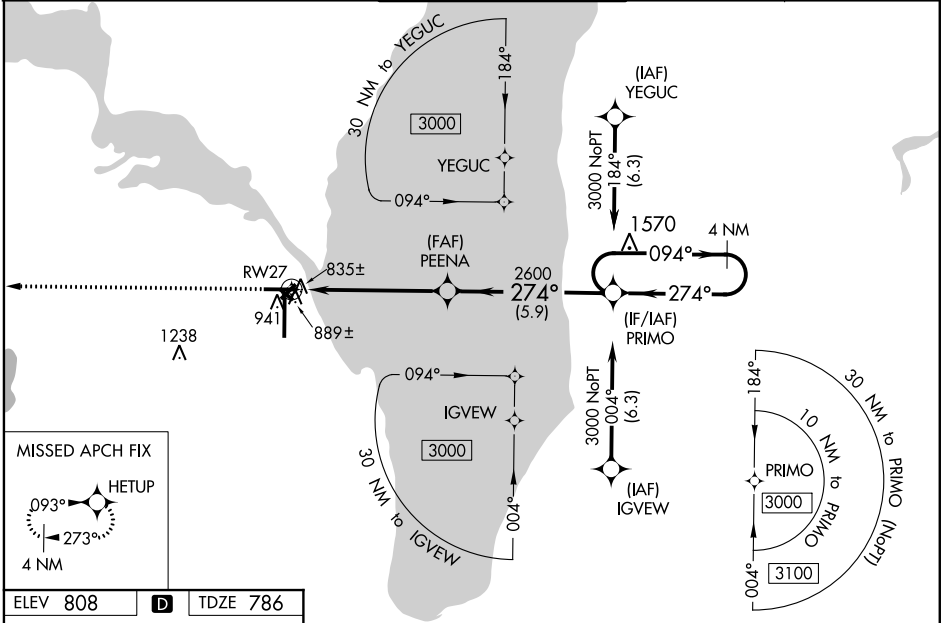 30 NM to YEGUC
184°
3000
YEGUC
094°
(IAF)
YEGUC
3000 NoPT
184°
(6.3)
1570
4 NM
094°
(FAF)
PEENA
2600
274°
(5.9)
274°
(IF/IAF)
PRIMO
RW27
835±
941
889±
1238
094°
IGVEW
3000
30 NM to IGVEW
004°
3000 NoPT
004°
(6.3)
(IAF)
IGVEW
184°
30 NM to PRIMO (NoPT)
10 NM to PRIMO
PRIMO
3000
3100
004°
MISSED APCH FIX
HETUP
093°
273°
4 NM
ELEV 808 D TDZE 786